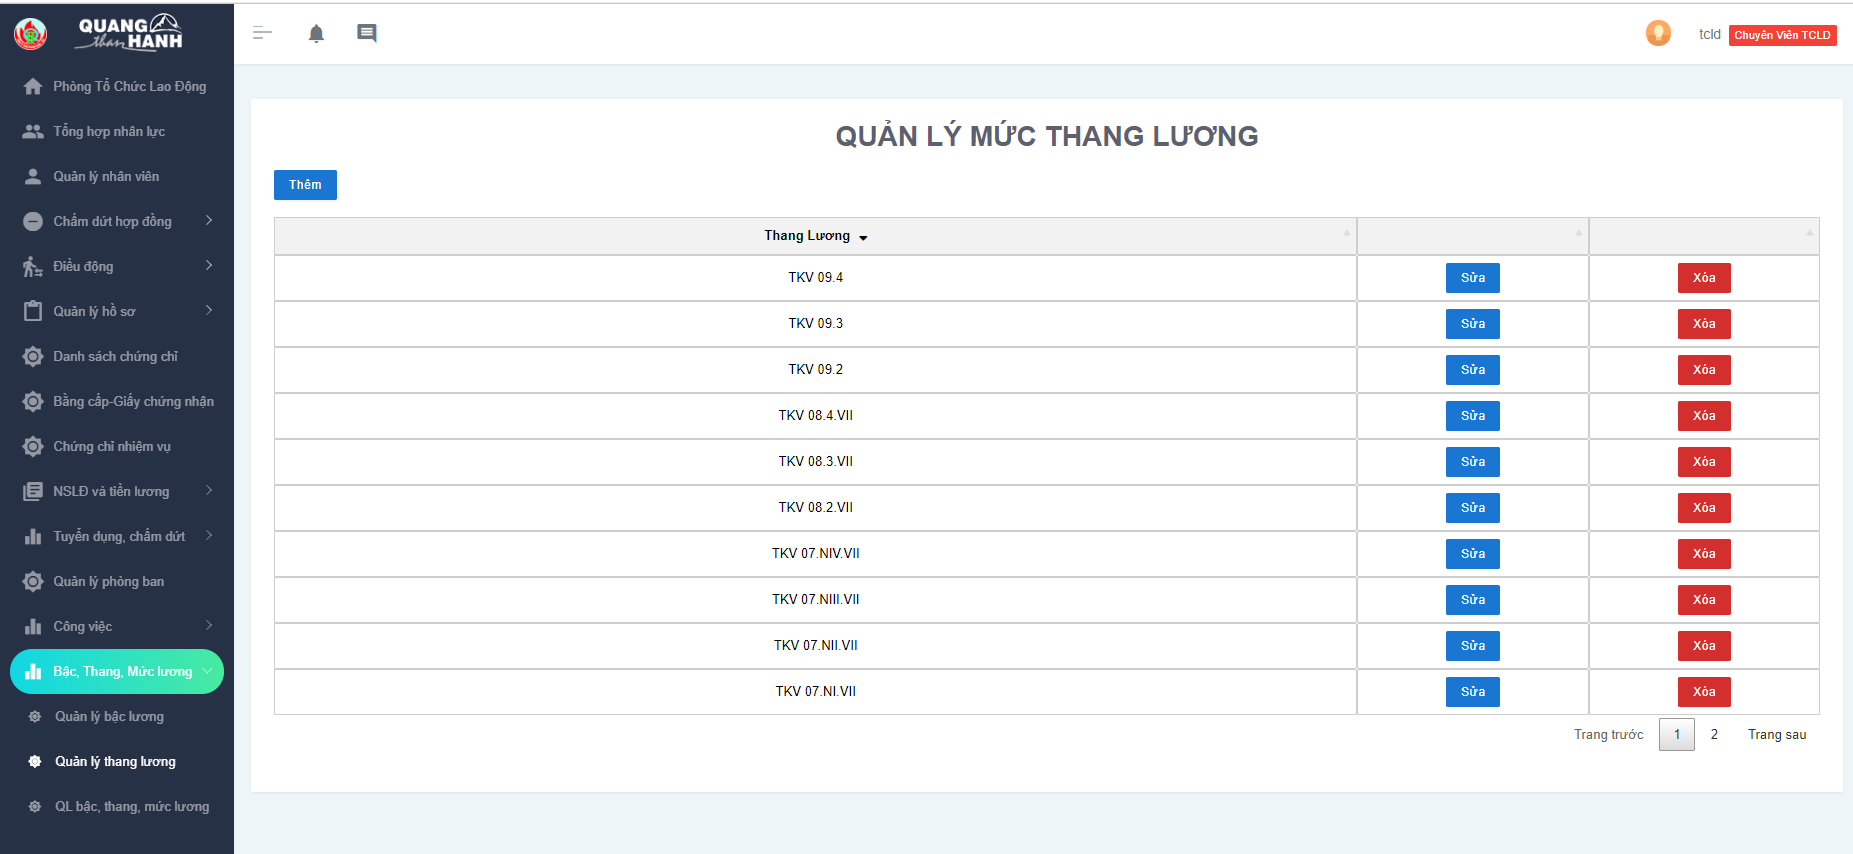 QUANG
than HẠNH
tcld Chuyên Viên TCLD
Phòng Tổ Chức Lao Động
Tổng hợp nhân lực
Quản lý nhân viên
Chấm dứt hợp đồng
Điều động
Quản lý hồ sơ
Danh sách chứng chỉ
Bằng cấp-Giấy chứng nhận
Chứng chỉ nhiệm vụ
NSLĐ và tiền lương
Tuyển dụng, chấm dứt
Quản lý phòng ban
Công việc
Bậc, Thang, Mức lương
Quản lý bậc lương
Quản lý thang lương
QL bậc, thang, mức lương
QUẢN LÝ MỨC THANG LƯƠNG
Thêm
Thang Lương
TKV 09.4 Sửa Xóa
TKV 09.3 Sửa Xóa
TKV 09.2 Sửa Xóa
TKV 08.4.VII Sửa Xóa
TKV 08.3.VII Sửa Xóa
TKV 08.2.VII Sửa Xóa
TKV 07.NIV.VII Sửa Xóa
TKV 07.NIII.VII Sửa Xóa
TKV 07.NII.VII Sửa Xóa
TKV 07.NI.VII Sửa Xóa
Trang trước 1 2 Trang sau